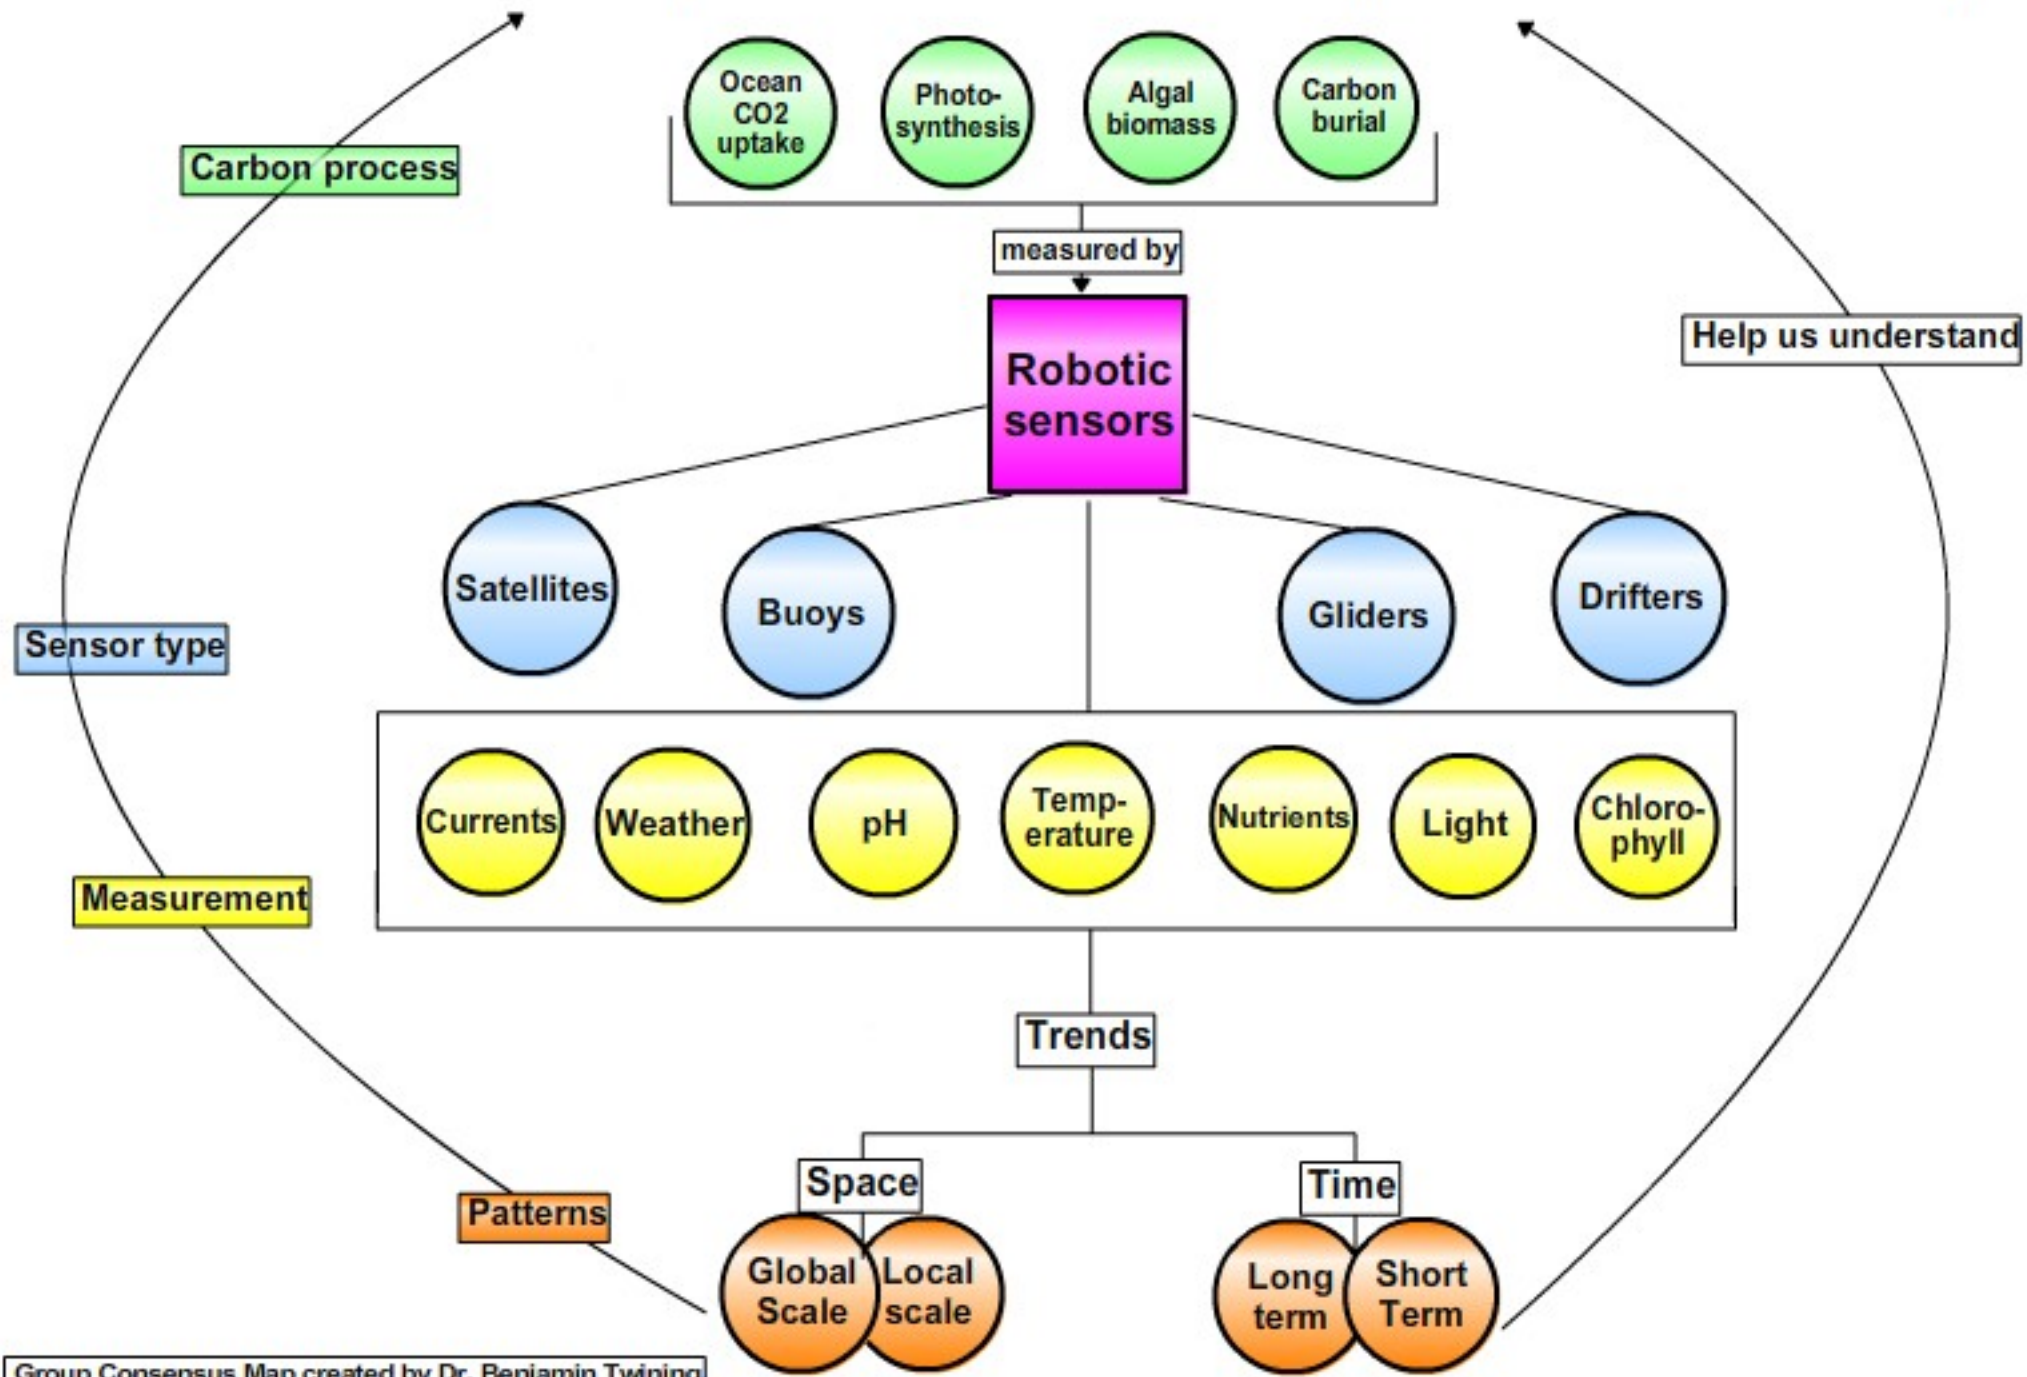 Ocean
CO2
uptake
Photo-
synthesis
Algal
biomass
Carbon
burial
Carbon process
measured by
Help us understand
Robotic
sensors
Satellites
Buoys
Gliders
Drifters
Sensor type
Currents
Weather
pH
Temp-
erature
Nutrients
Light
Chloro-
phyll
Measurement
Trends
Space
Time
Patterns
Global
Scale
Local
scale
Long
term
Short
Term
Group Consensus Map created by Dr. Benjamin Twining